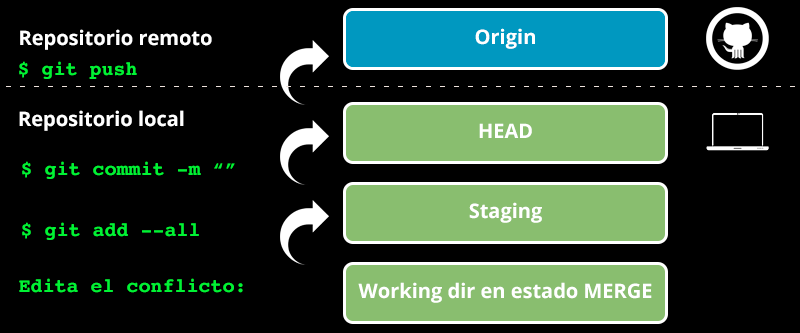 Repositorio remoto
$ git push
Origin
Repositorio local
HEAD
$ git commit -m “”
Staging
$ git add --all
Edita el conflicto:
Working dir en estado MERGE